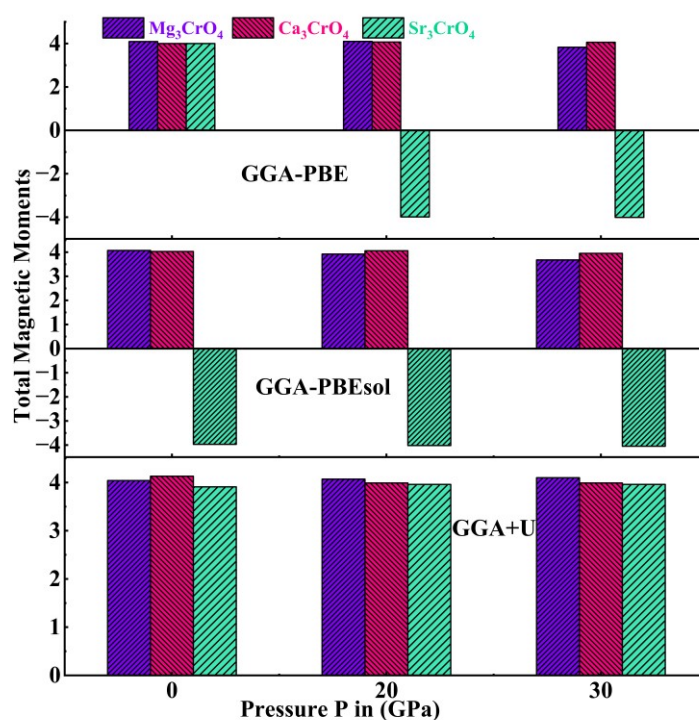 Mg₃CrO₄ Ca₃CrO₄ Sr₃CrO₄
4
2
0
−2
−4
GGA-PBE
4
3
2
1
0
−1
−2
−3
−4
GGA-PBEsol
4
3
2
1
0
GGA+U
Total Magnetic Moments
0 20 30
Pressure P in (GPa)